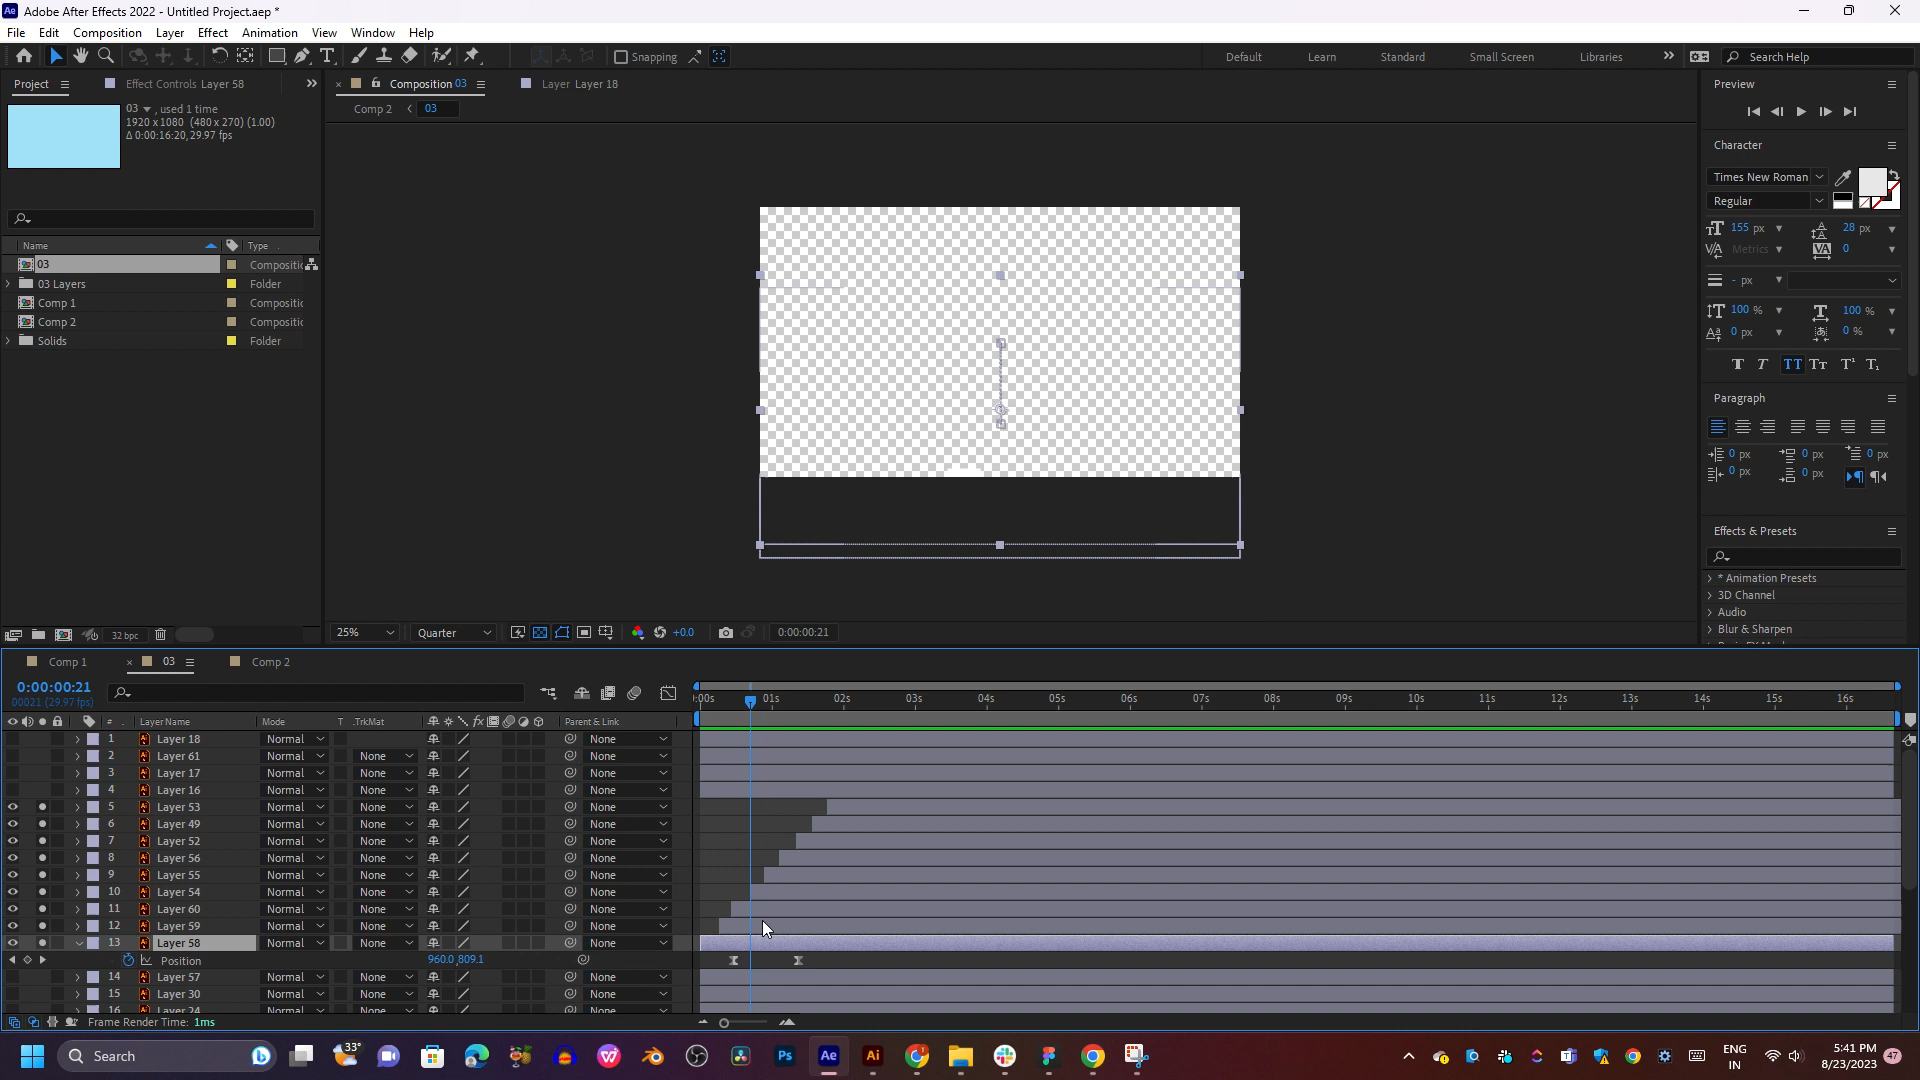 Adobe After Effects 2022 - Untitled Project.aep *
File Edit Composition Layer Effect Animation View Window Help
Snapping
Default Learn Standard Small Screen Libraries Search Help
Project Effect Controls Layer 58
Composition 03 Layer Layer 18
Comp 2 03
03 , used 1 time
1920 x 1080 (480 x 270) (1.00)
Δ 0:00:16:20, 29.97 fps
Name Type
03 Compositic
03 Layers Folder
Comp 1 Compositic
Comp 2 Compositic
Solids Folder
32 bpc
25% Quarter +0.0 0:00:00:21
Preview
Character
Times New Roman
Regular
155 px 28 px
Metrics 0
- px
100 % 100 %
0 px 0 %
Paragraph
0 px 0 px 0 px
0 px 0 px
Effects & Presets
* Animation Presets
3D Channel
Audio
Blur & Sharpen
Comp 1 03 Comp 2
0:00:00:21
00021 (29.97 fps)
:00s 01s 02s 03s 04s 05s 06s 07s 08s 09s 10s 11s 12s 13s 14s 15s 16s
# Layer Name Mode T .TrkMat Parent & Link
1 Layer 18 Normal None
2 Layer 61 Normal None None
3 Layer 17 Normal None None
4 Layer 16 Normal None None
5 Layer 53 Normal None None
6 Layer 49 Normal None None
7 Layer 52 Normal None None
8 Layer 56 Normal None None
9 Layer 55 Normal None None
10 Layer 54 Normal None None
11 Layer 60 Normal None None
12 Layer 59 Normal None None
13 Layer 58 Normal None None
Position 960.0,809.1
14 Layer 57 Normal None None
15 Layer 30 Normal None None
16 Layer 24 Normal None None
Frame Render Time: 1ms
Search 33°
Ps Ae Ai
ENG
IN
5:41 PM
8/23/2023
47